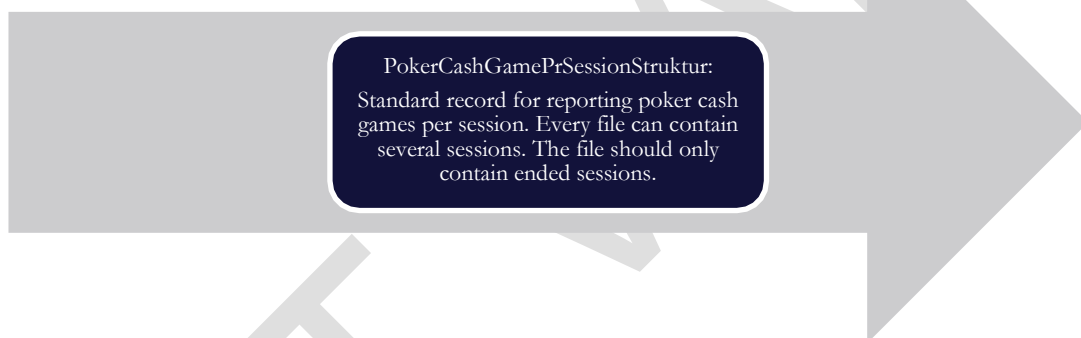 PokerCashGamePrSessionStruktur:
Standard record for reporting poker cash
games per session. Every file can contain
several sessions. The file should only
contain ended sessions.